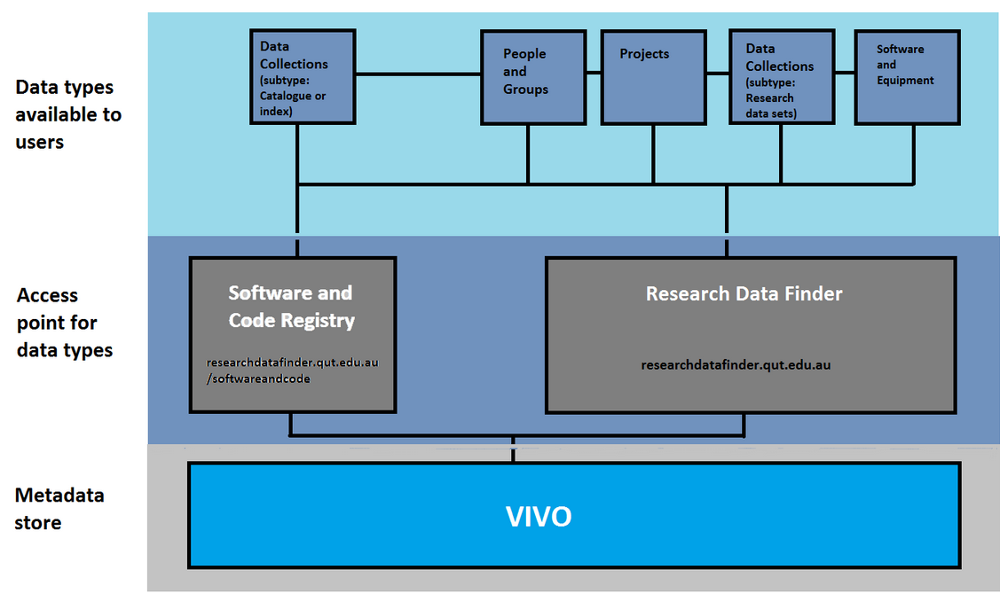 Data types
available to
users
Data
Collections
(subtype:
Catalogue or
index)
People
and
Groups
Projects
Data
Collections
(subtype:
Research
data sets)
Software
and
Equipment
Access
point for
data types
Software and
Code Registry
researchdatafinder.qut.edu.au
/softwareandcode
Research Data Finder
researchdatafinder.qut.edu.au
Metadata
store
VIVO